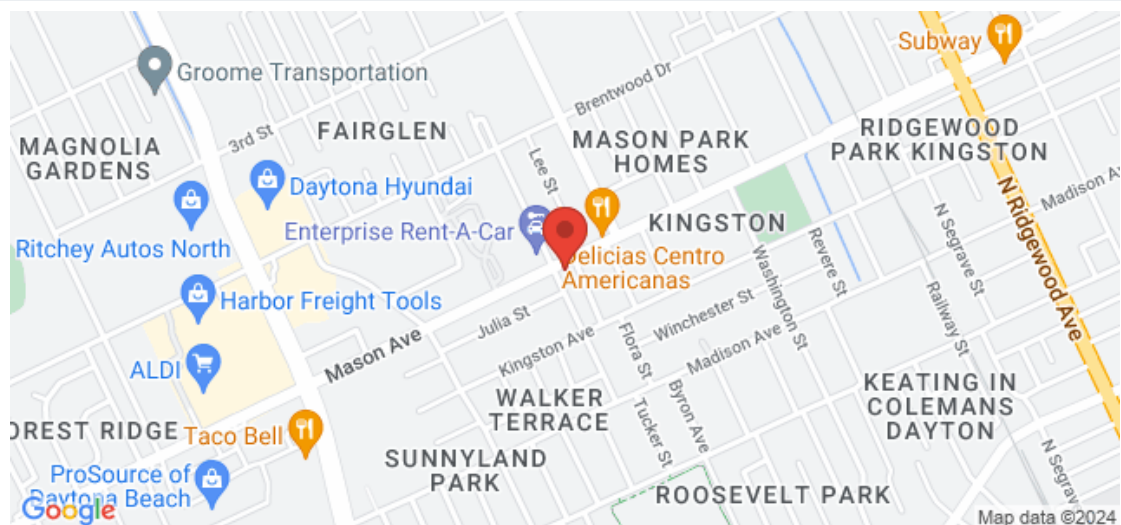 Subway
Groome Transportation
Brentwood Dr
3rd St
FAIRGLEN
MAGNOLIA
GARDENS
MASON PARK
HOMES
RIDGEWOOD
PARK KINGSTON
Lee St
Daytona Hyundai
Madison Av
N Ridgewood Ave
N Segrave St
Enterprise Rent-A-Car
KINGSTON
Ritchey Autos North
elicias Centro
Americanas
Washington St
Revere St
Harbor Freight Tools
Julia St
Winchester St
Railway St
Mason Ave
Kingston Ave
Flora St
Madison Ave
ALDI
WALKER
TERRACE
Tucker St
Byron Ave
KEATING IN
COLEMANS
DAYTON
OREST RIDGE
Taco Bell
SUNNYLAND
PARK
N Segrave
ProSource of
Daytona Beach
ROOSEVELT PARK
Google
Map data ©2024